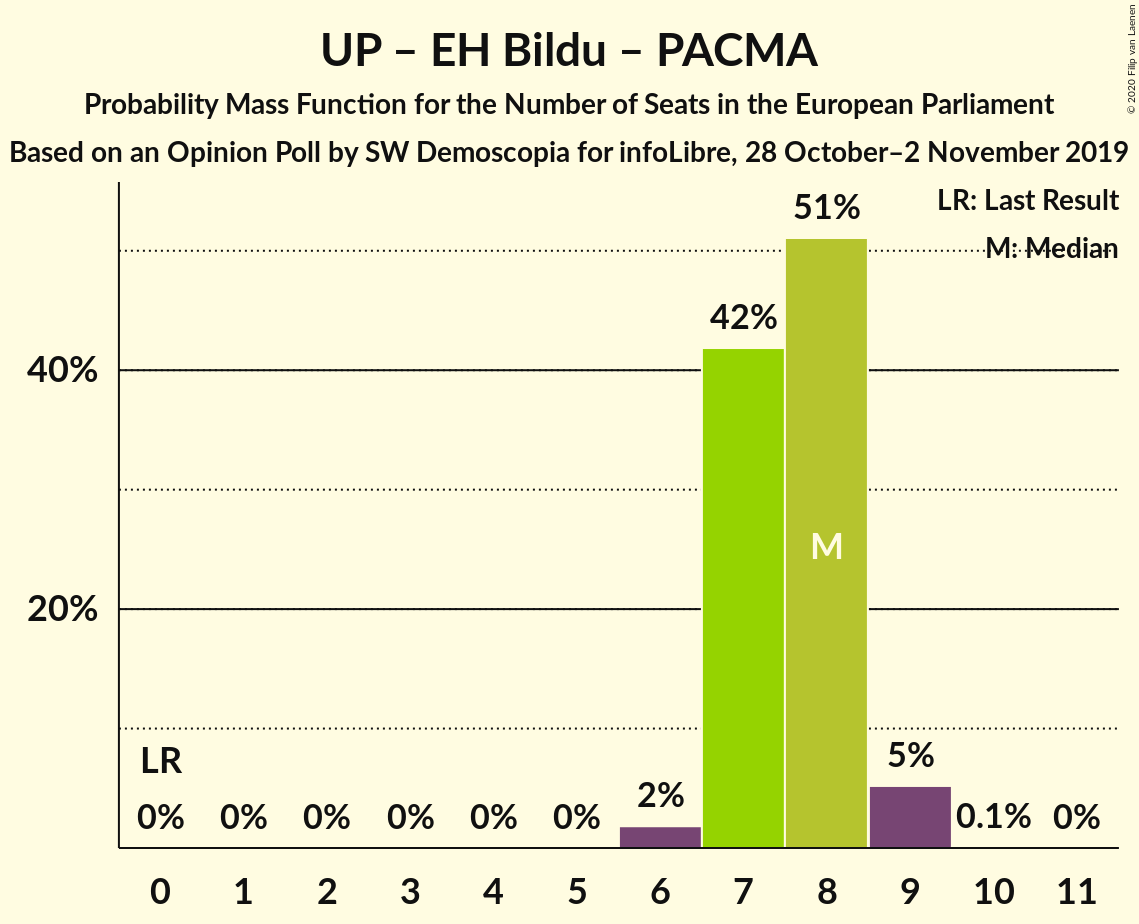 UP – EH Bildu – PACMA
Probability Mass Function for the Number of Seats in the European Parliament
Based on an Opinion Poll by SW Demoscopia for infoLibre, 28 October–2 November 2019
© 2020 Filip van Laenen
LR: Last Result
M: Median
51%
42%
40%
M
20%
LR
5%
2%
0% 0% 0% 0% 0% 0% 0.1% 0%
0 1 2 3 4 5 6 7 8 9 10 11